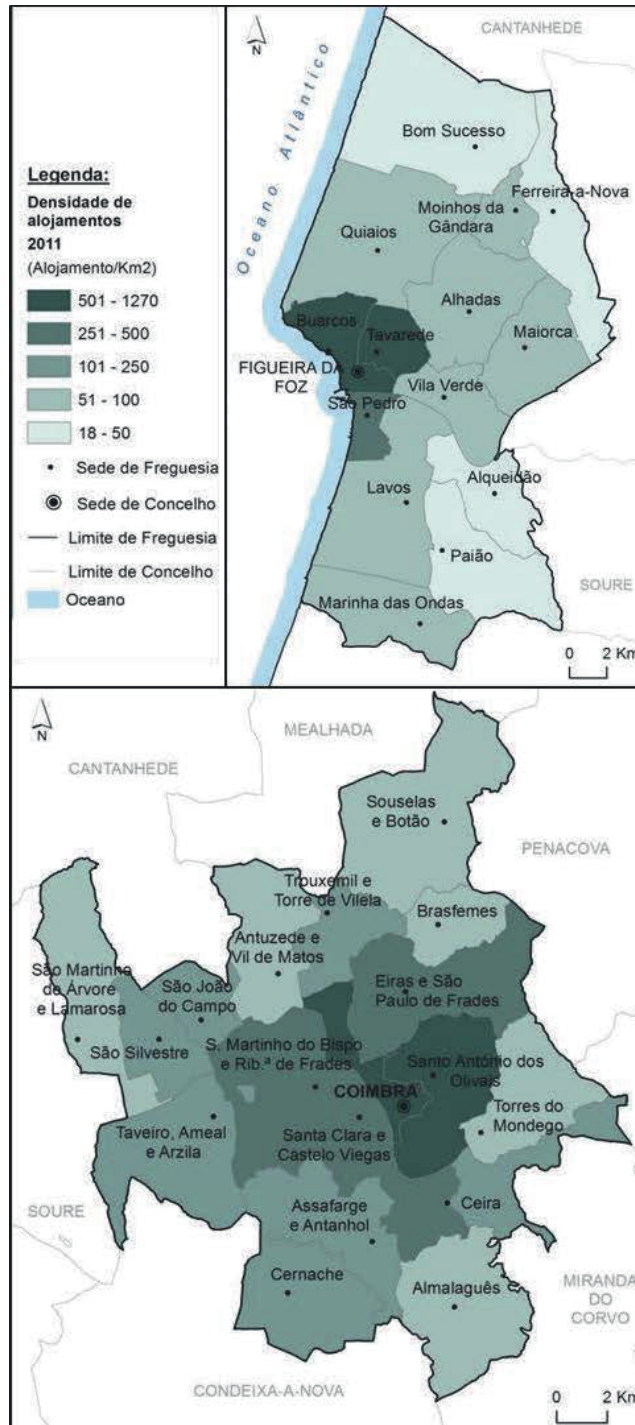 Legenda:
Densidade de
alojamentos
2011
(Alojamento/Km2)
501 - 1270
251 - 500
101 - 250
51 - 100
18 - 50
Sede de Freguesia
Sede de Concelho
Limite de Freguesia
Limite de Concelho
Oceano
N
CANTANHEDE
Oceano Atlântico
Bom Sucesso
Ferreira-a-Nova
Moinhos da
Gândara
Quiaios
Alhadas
Buarcos
Tavarede
Maiorca
FIGUEIRA DA
FOZ
Vila Verde
São Pedro
Lavos
Alqueidão
Paião
SOURE
Marinha das Ondas
0 2 Km
N
MEALHADA
CANTANHEDE
Souselas
e Botão
PENACOVA
Trouxemil e
Torre de Vilela
Brasfemes
Antuzede e
Vil de Matos
São Martinho
de Árvore
e Lamarosa
São João
do Campo
Eiras e São
Paulo de Frades
São Silvestre
S. Martinho do Bispo
e Rib.ª de Frades
Santo António dos
Olivais
COIMBRA
Torres do
Mondego
Taveiro, Ameal
e Arzila
Santa Clara e
Castelo Viegas
SOURE
Assafarge
e Antanhol
Ceira
Cernache
Almalaguês
MIRANDA
DO
CORVO
CONDEIXA-A-NOVA
0 2 Km